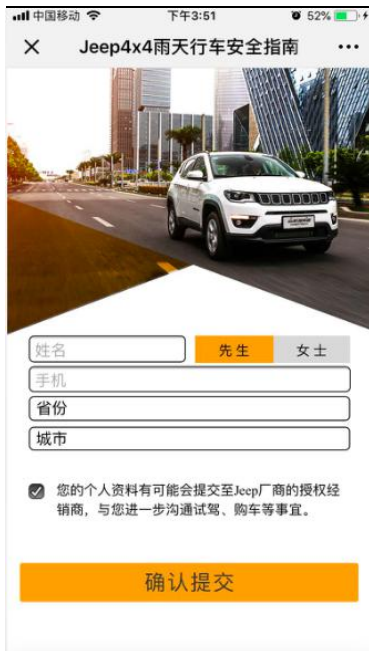 中国移动 下午3:51 52%
Jeep4x4雨天行车安全指南
姓名 先生 女士
手机
省份
城市
您的个人资料有可能会提交至Jeep厂商的授权经
销商，与您进一步沟通试驾、购车等事宜。
确认提交